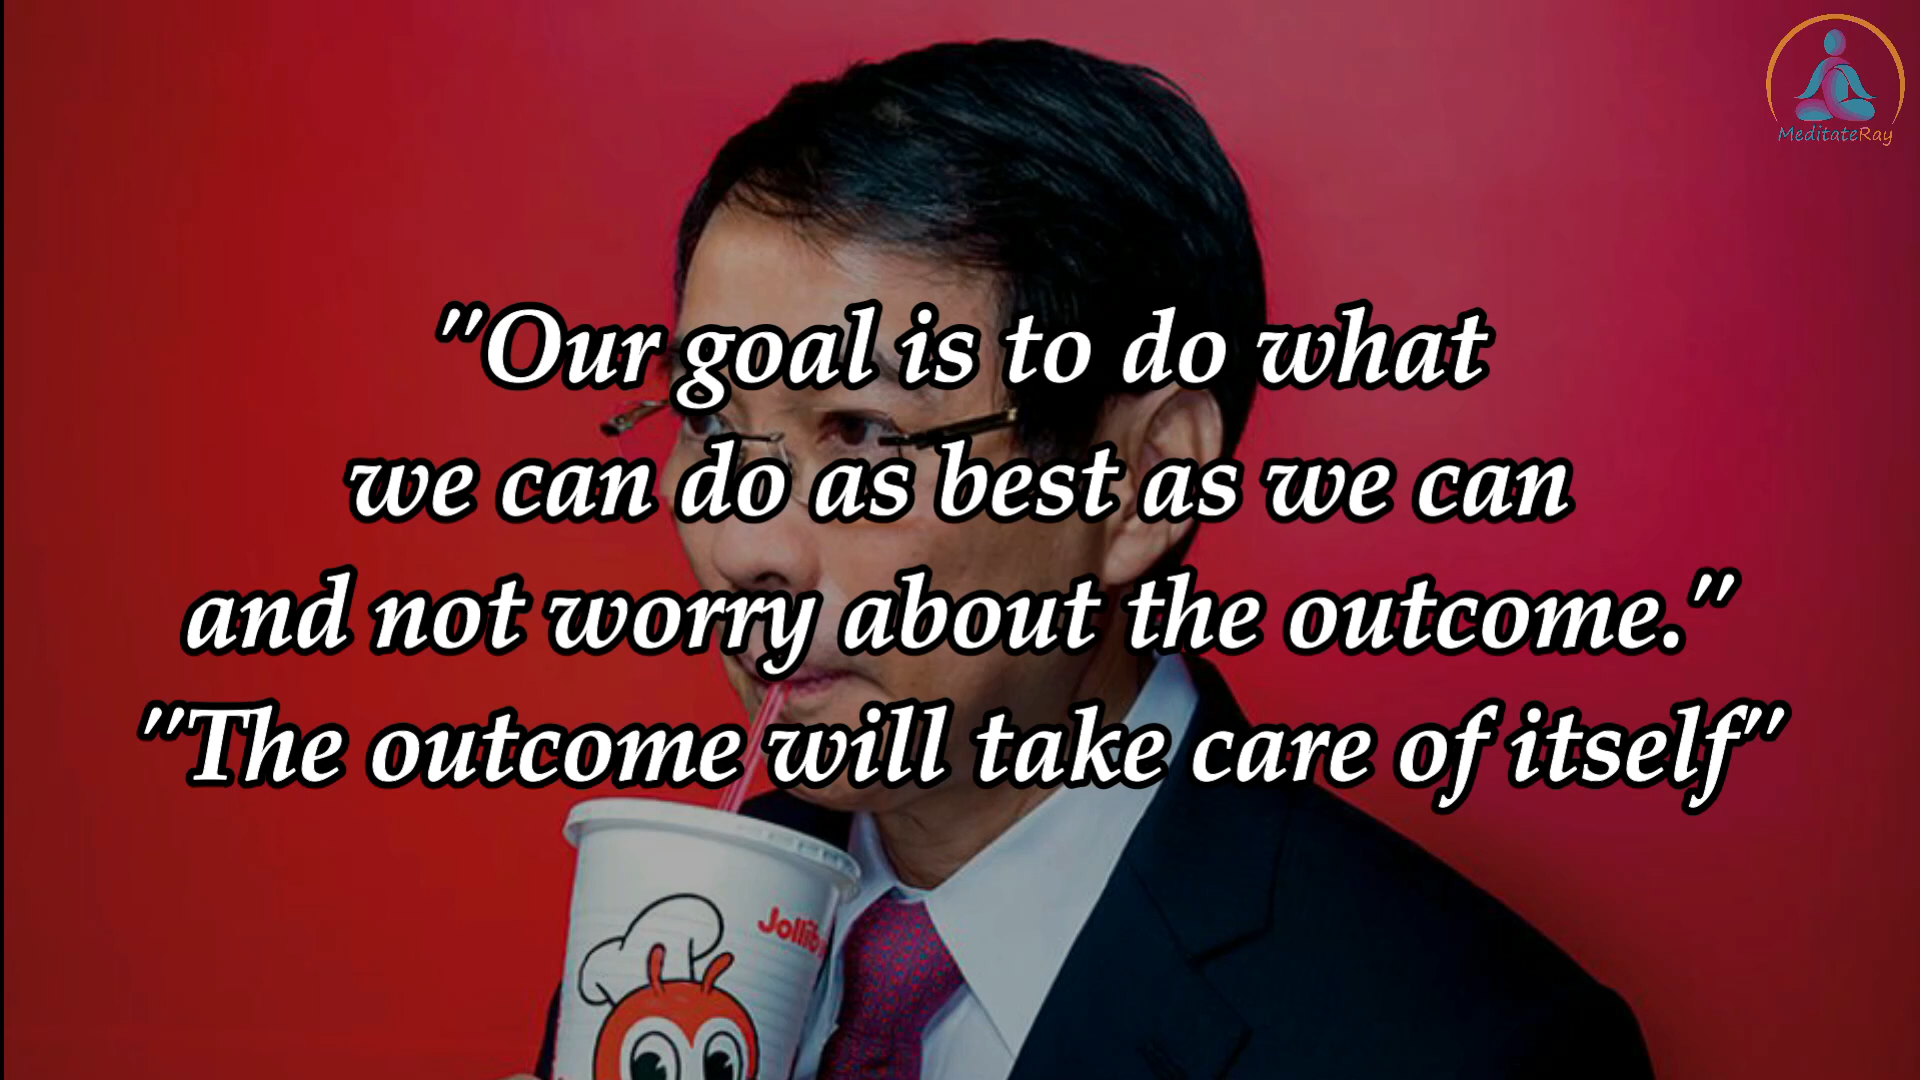 MeditateRay
"Our goal is to do what
we can do as best as we can
and not worry about the outcome."
"The outcome will take care of itself"